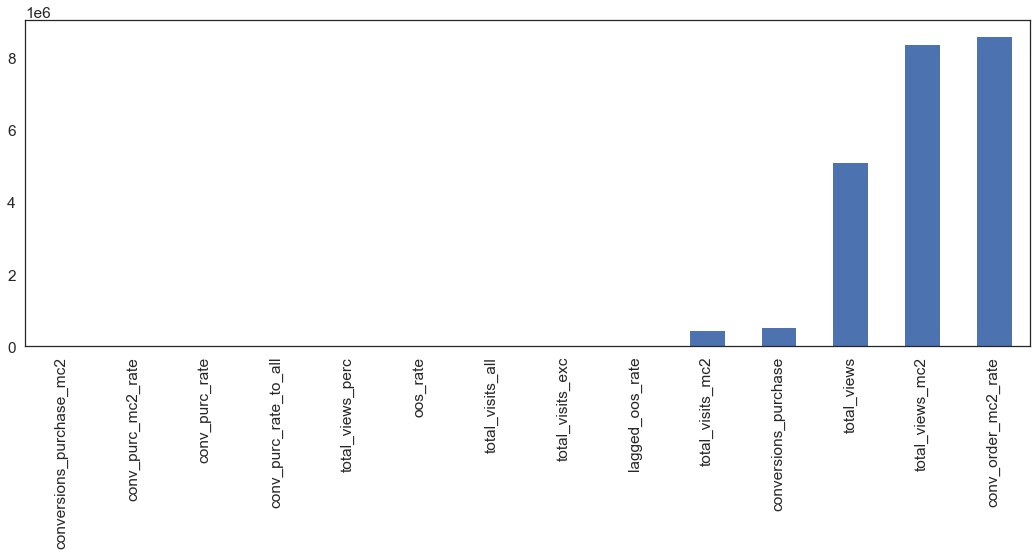 1e6
8
6
4
2
0
conversions_purchase_mc2
conv_purc_mc2_rate
conv_purc_rate
conv_purc_rate_to_all
total_views_perc
oos_rate
total_visits_all
total_visits_exc
lagged_oos_rate
total_visits_mc2
conversions_purchase
total_views
total_views_mc2
conv_order_mc2_rate